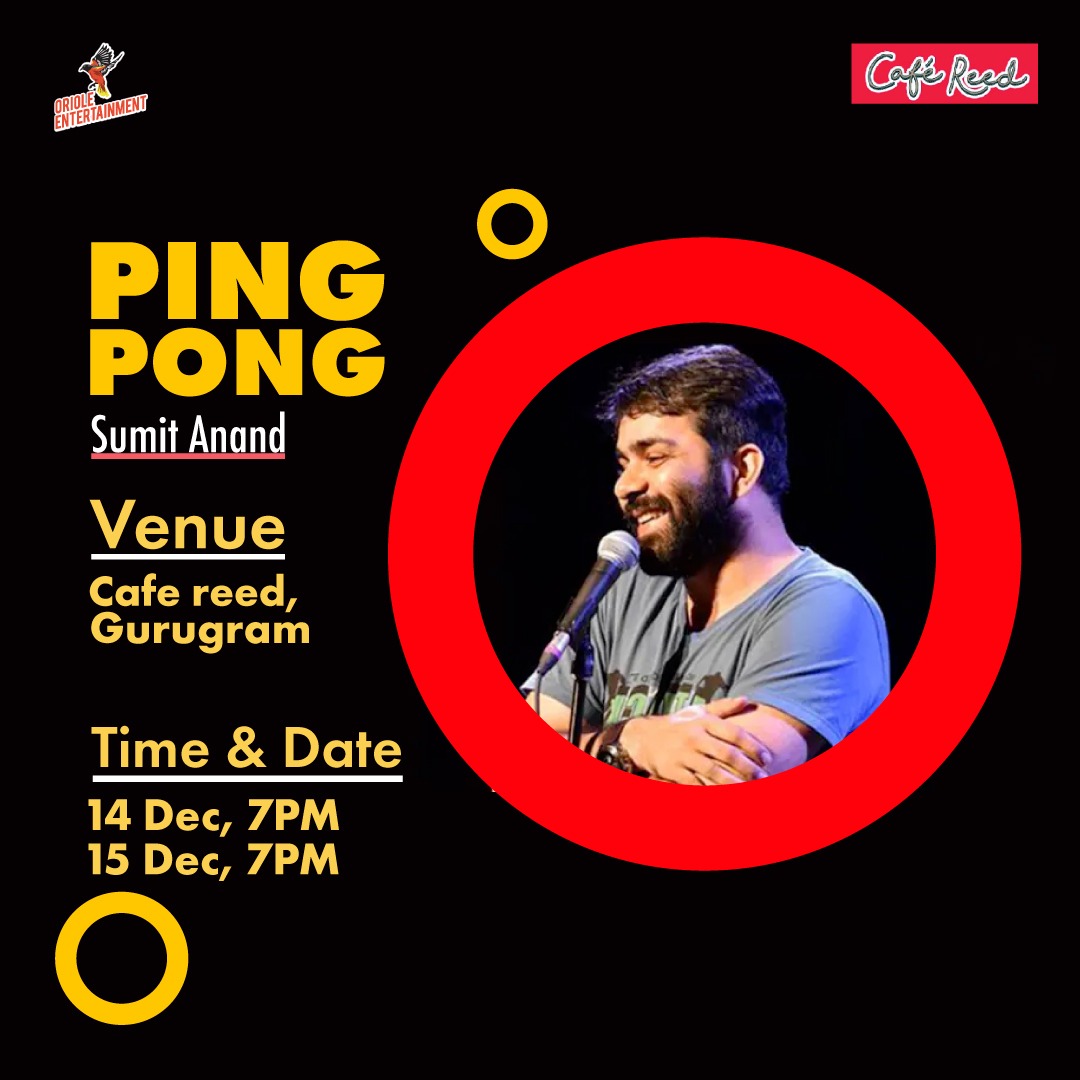 ORIOLE
ENTERTAINMENT
Café Reed
PING
PONG
Sumit Anand
Venue
Cafe reed,
Gurugram
Time & Date
14 Dec, 7PM
15 Dec, 7PM